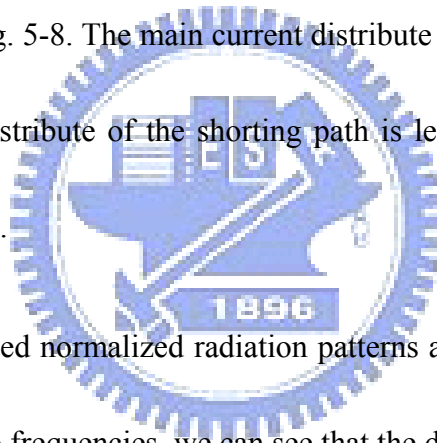 g. 5-8. The main current distribute
stribute of the shorting path is le
.
E S
1896
ed normalized radiation patterns a
frequencies, we can see that the d